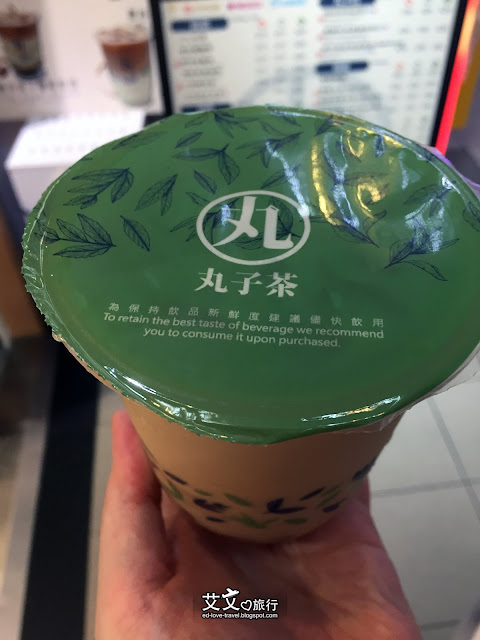 丸
丸子茶
為保持飲品新鮮度建議儘快飲用
To retain the best taste of beverage we recommend
you to consume it upon purchased.
艾文♡旅行
ed-love-travel.blogspot.com